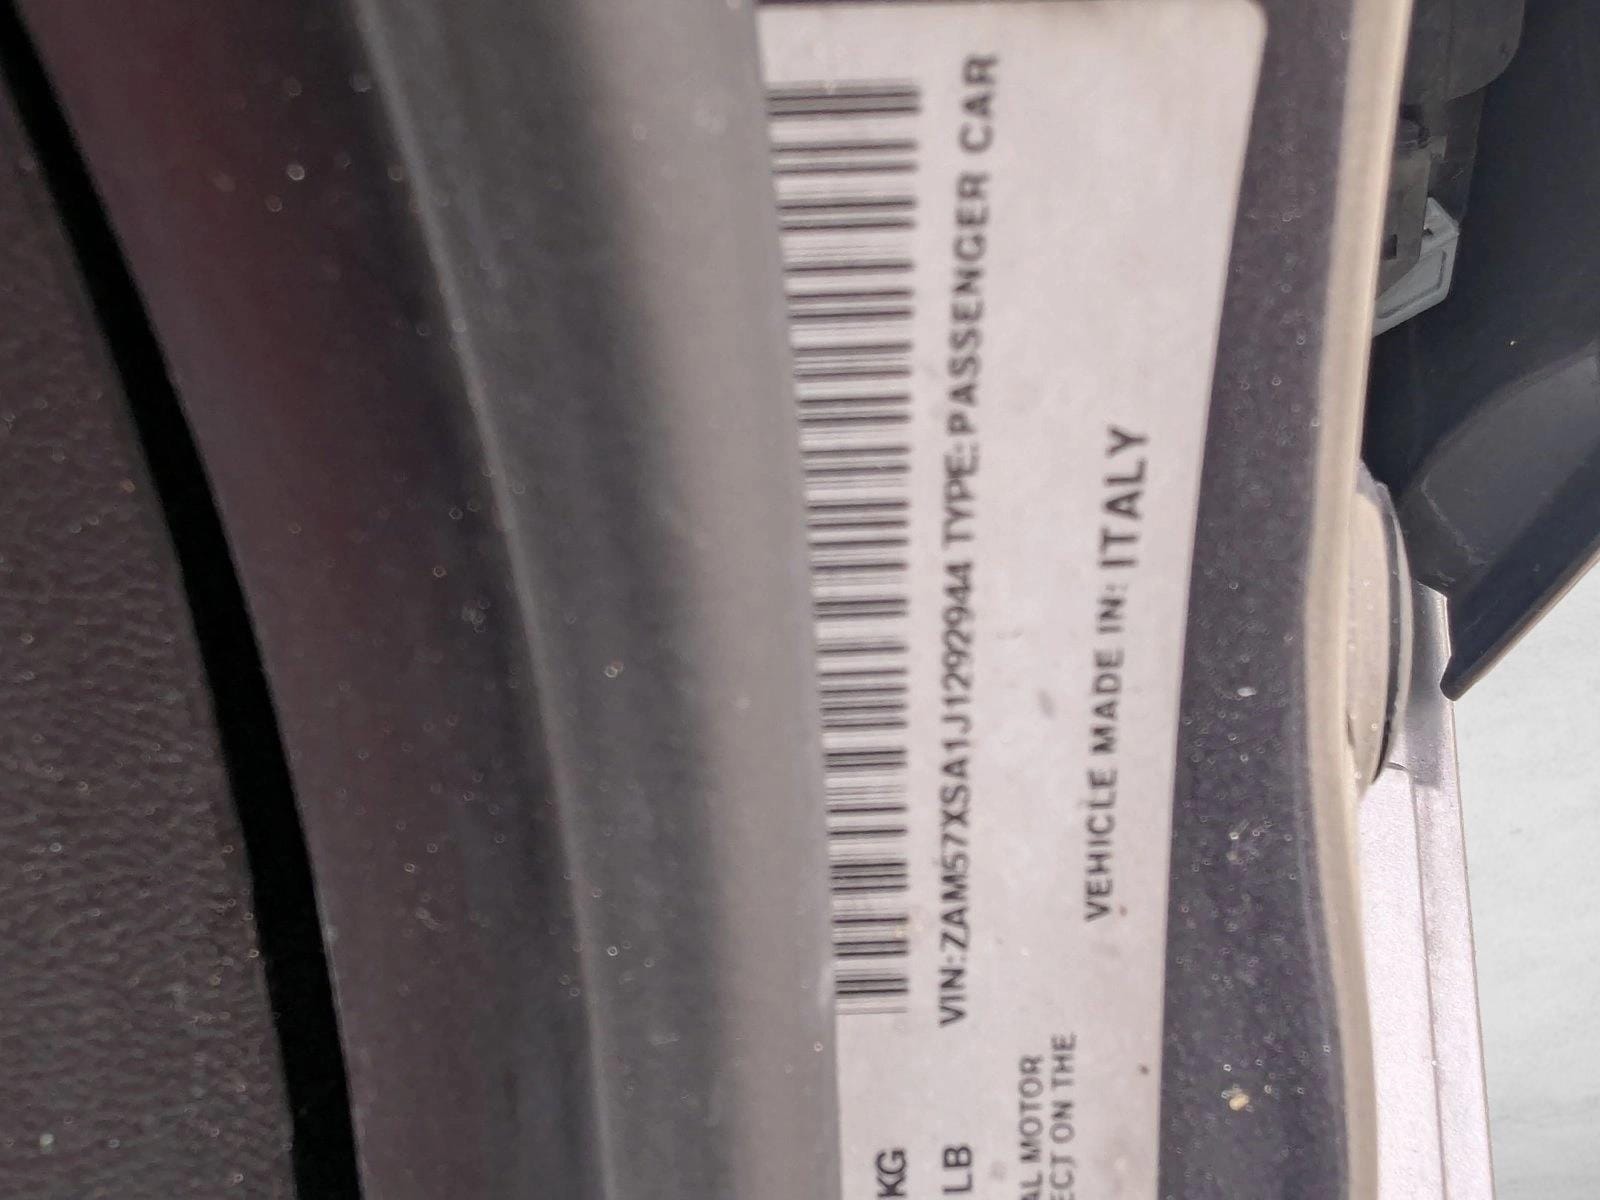 KG
LB
VIN:ZAM57XSA1J1292944 TYPE:PASSENGER CAR
AL MOTOR
ECT ON THE
VEHICLE MADE IN: ITALY